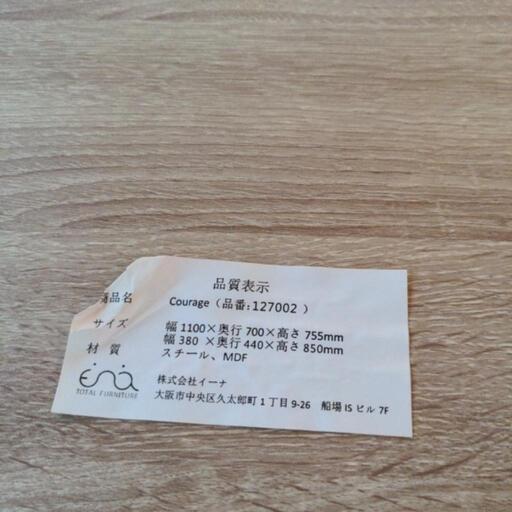 品質表示
商品名 Courage（品番:127002 ）
サイズ 幅 1100×奥行 700×高さ 755mm
幅 380 ×奥行 440×高さ 850mm
材 質 スチール、MDF
ena
TOTAL FURNITURE
株式会社イーナ
大阪市中央区久太郎町 1 丁目 9-26 船場 IS ビル 7F